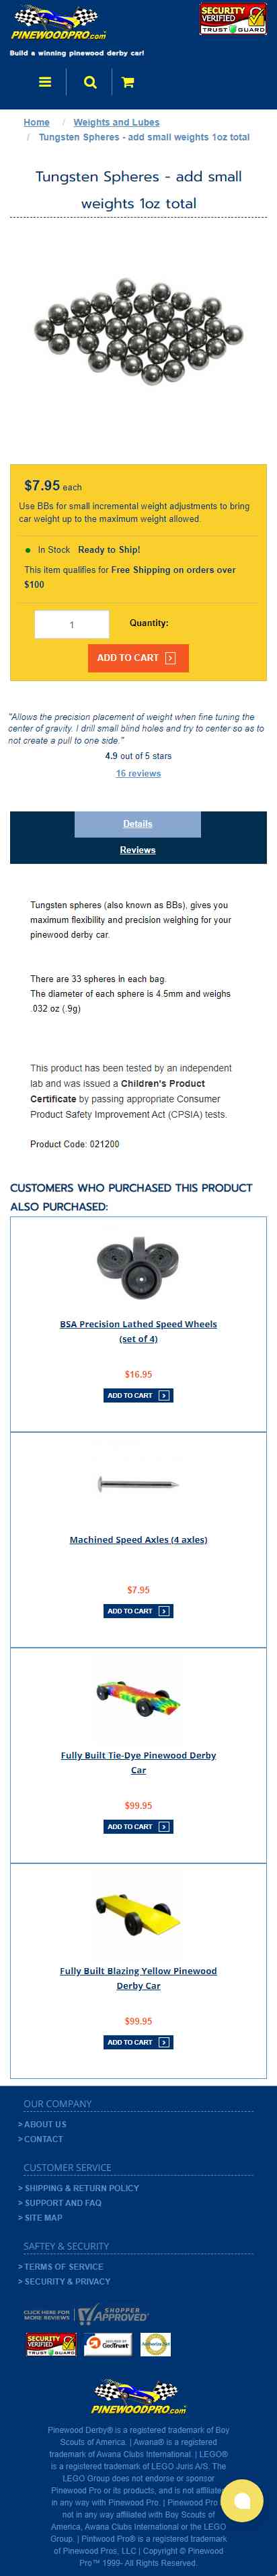 PINEWOODPRO.COM
SECURITY
VERIFIED
TRUST GUARD
Build a winning pinewood derby car!
Home / Weights and Lubes
/ Tungsten Spheres - add small weights 1oz total
Tungsten Spheres - add small
weights 1oz total
$7.95 each
Use BBs for small incremental weight adjustments to bring
car weight up to the maximum weight allowed.
In Stock Ready to Ship!
This item qualifies for Free Shipping on orders over
$100
1 Quantity:
ADD TO CART
"Allows the precision placement of weight when fine tuning the
center of gravity. I drill small blind holes and try to center so as to
not create a pull to one side."
4.9 out of 5 stars
16 reviews
Details
Reviews
Tungsten spheres (also known as BBs), gives you
maximum flexibility and precision weighing for your
pinewood derby car.
There are 33 spheres in each bag.
The diameter of each sphere is 4.5mm and weighs
.032 oz (.9g)
This product has been tested by an independent
lab and was issued a Children's Product
Certificate by passing appropriate Consumer
Product Safety Improvement Act (CPSIA) tests.
Product Code: 021200
CUSTOMERS WHO PURCHASED THIS PRODUCT
ALSO PURCHASED:
BSA Precision Lathed Speed Wheels
(set of 4)
$16.95
ADD TO CART
Machined Speed Axles (4 axles)
$7.95
ADD TO CART
Fully Built Tie-Dye Pinewood Derby
Car
$99.95
ADD TO CART
Fully Built Blazing Yellow Pinewood
Derby Car
$99.95
ADD TO CART
OUR COMPANY
> ABOUT US
> CONTACT
CUSTOMER SERVICE
> SHIPPING & RETURN POLICY
> SUPPORT AND FAQ
> SITE MAP
SAFTEY & SECURITY
> TERMS OF SERVICE
> SECURITY & PRIVACY
CLICK HERE FOR
MORE REVIEWS
SHOPPER
APPROVED
SECURITY
VERIFIED
TRUST GUARD
GeoTrust
Authorize.Net
PINEWOODPRO.COM
Pinewood Derby® is a registered trademark of Boy
Scouts of America. | Awana® is a registered
trademark of Awana Clubs International. | LEGO®
is a registered trademark of LEGO Juris A/S. The
LEGO Group does not endorse or sponsor
Pinewood Pro or its products, and is not affiliated
in any way with Pinewood Pro. | Pinewood Pro
not in any way affiliated with Boy Scouts of
America, Awana Clubs International or the LEGO
Group. | Pintwood Pro® is a registered trademark
of Pinewood Pros, LLC | Copyright © Pinewood
Pro™ 1999- All Rights Reserved.